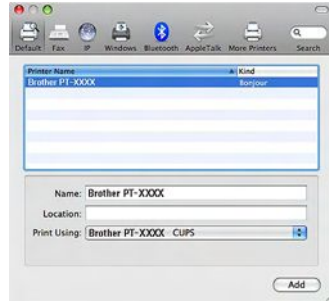 Default Fax IP Windows Bluetooth AppleTalk More Printers Search
Printer Name Kind
Brother PT-XXXX Bonjour
Name: Brother PT-XXXX
Location:
Print Using: Brother PT-XXXX CUPS
Add